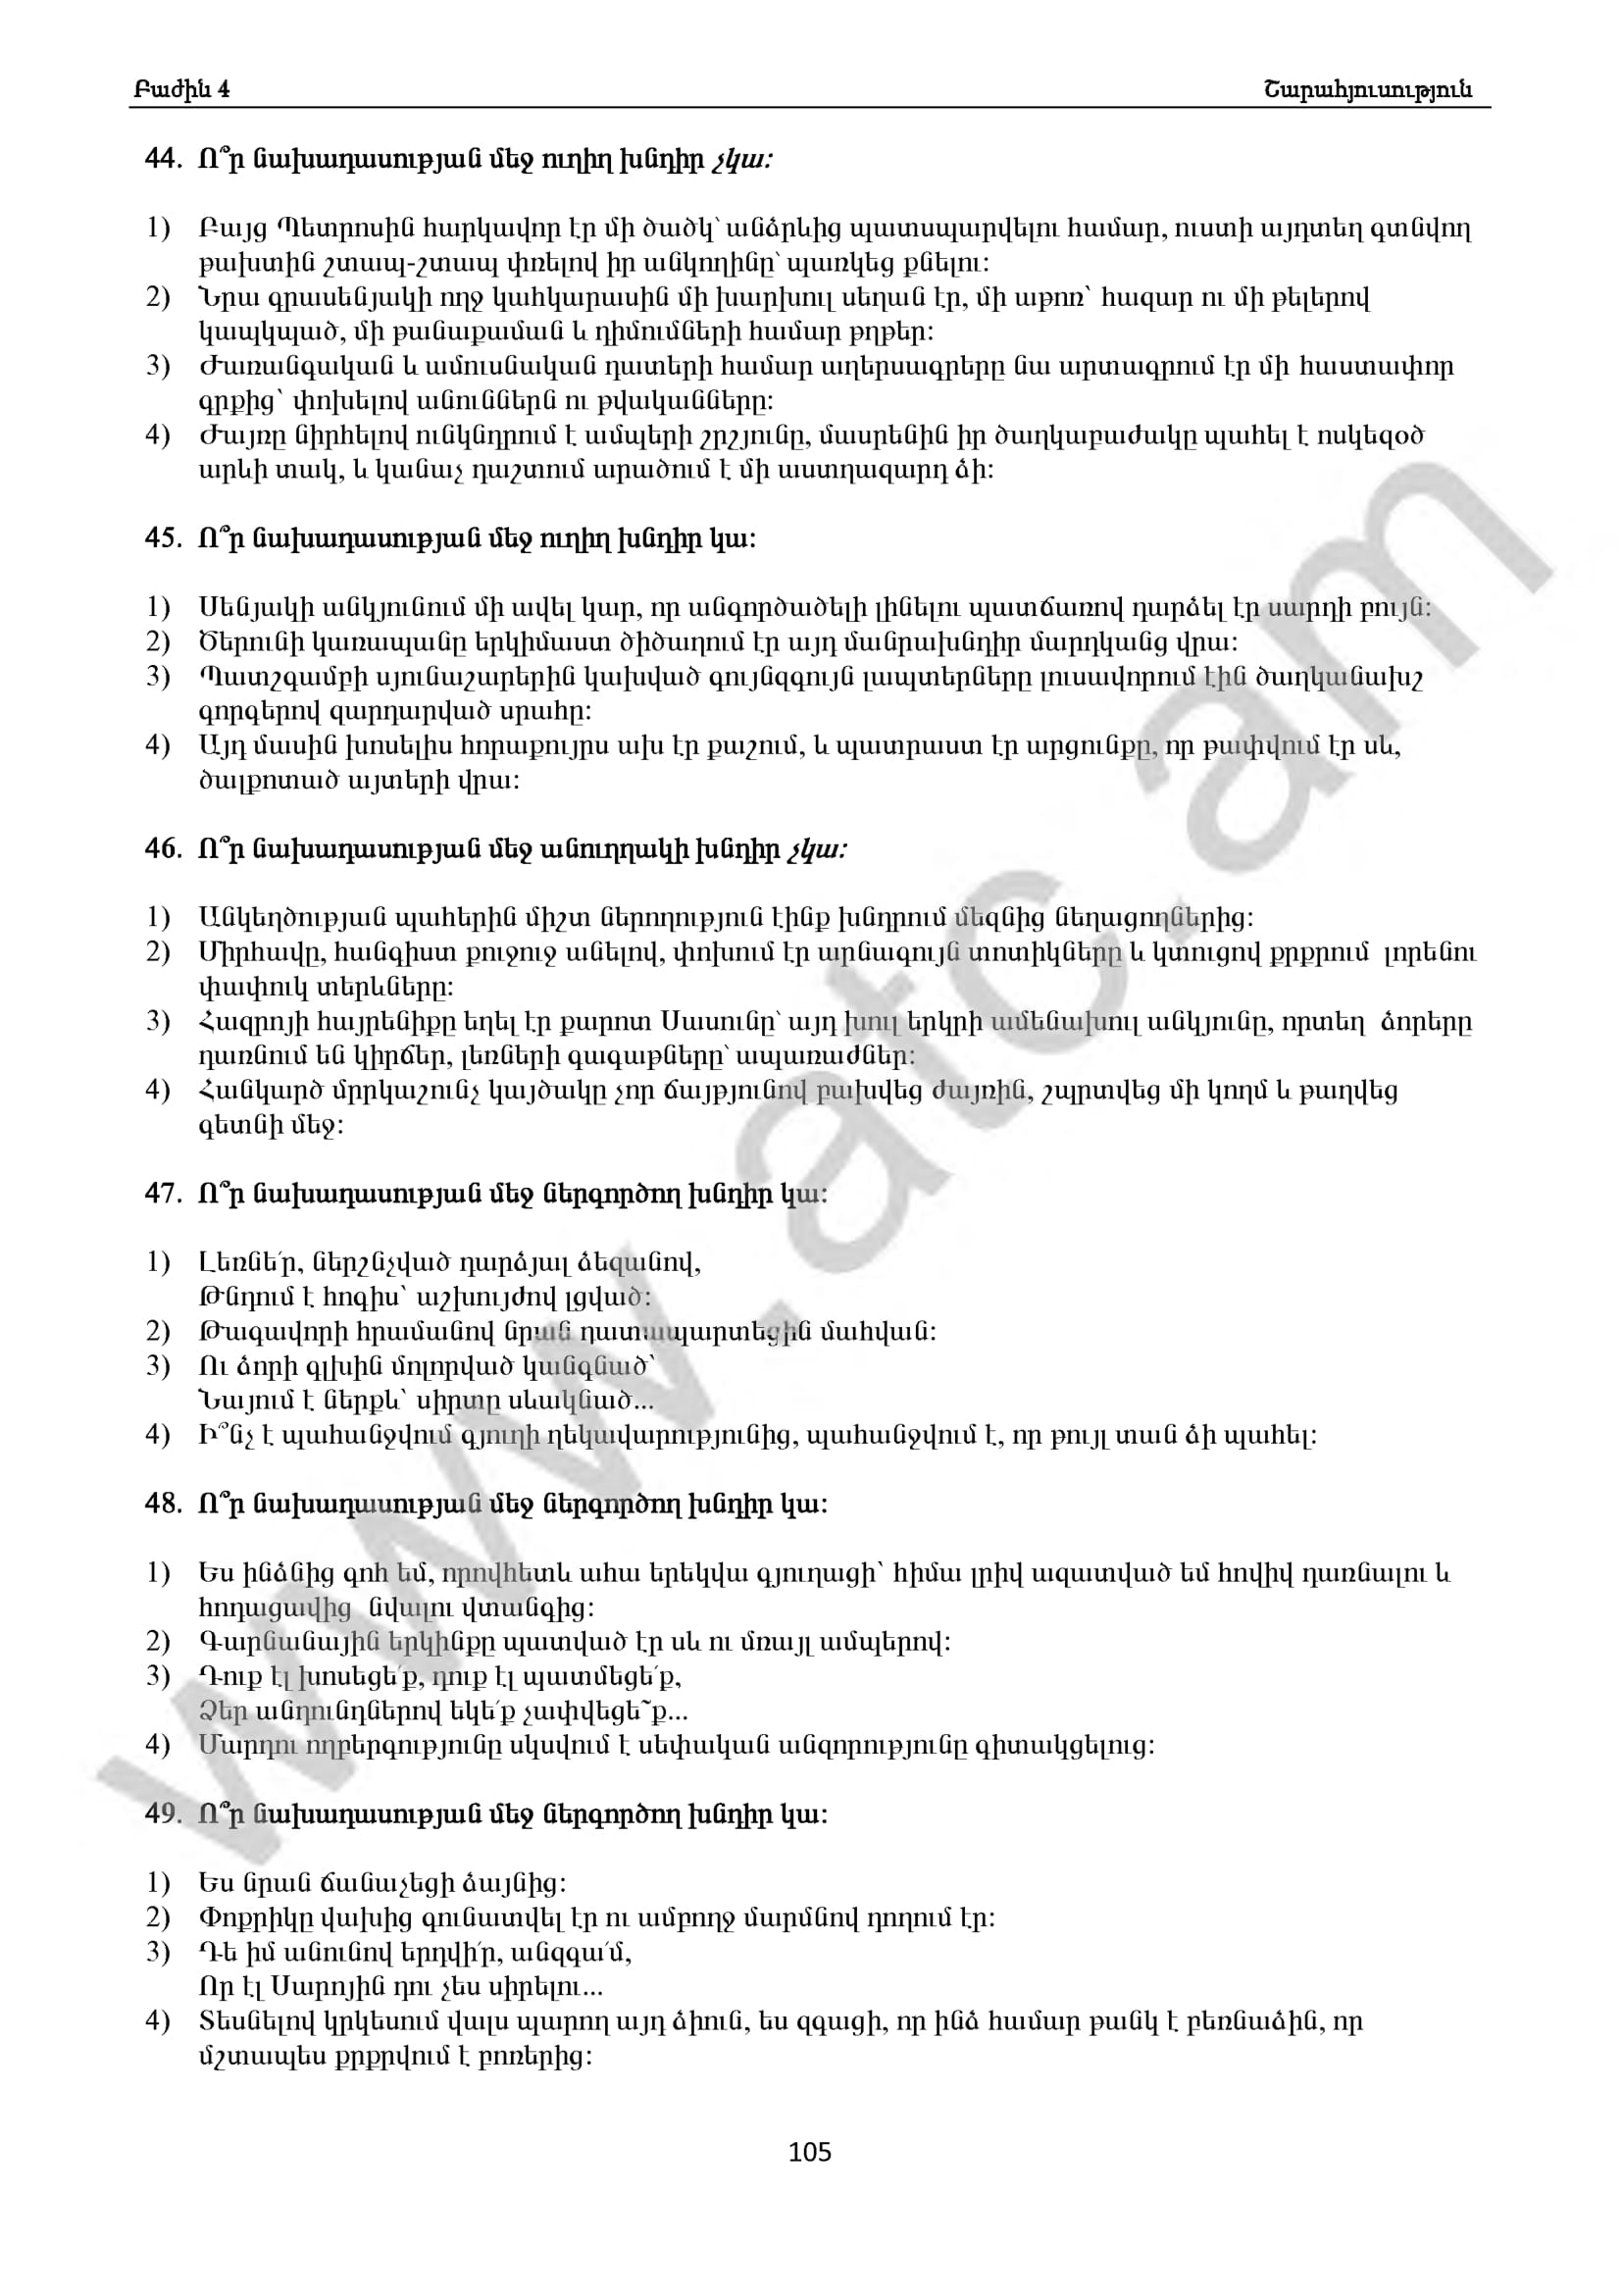 Բաժին 4
Շարահյուսություն
44. Ո՞ր նախադասության մեջ ուղիղ խնդիր չկա:
1) Բայց Պետրոսին հարկավոր էր մի ծածկ՝ անձրևից պատսպարվելու համար, ուստի այդտեղ գտնվող
թախտին շտապ-շտապ փռելով իր անկողինը՝ պառկեց քնելու:
2) Նրա գրասենյակի ողջ կահկարասին մի խարխուլ սեղան էր, մի աթոռ՝ հազար ու մի թելերով
կապկպած, մի թանաքաման և դիմումների համար թղթեր:
3) Ժառանգական և ամուսնական դատերի համար աղերսագրերը նա արտագրում էր մի հաստափոր
գրքից՝ փոխելով անուններն ու թվականները:
4) Ժայռը նիրհելով ունկնդրում է ամպերի շրշյունը, մասրենին իր ծաղկաբաժակը պահել է ոսկեզօծ
արևի տակ, և կանաչ դաշտում արածում է մի աստղազարդ ձի:
45. Ո՞ր նախադասության մեջ ուղիղ խնդիր կա:
1) Սենյակի անկյունում մի ավել կար, որ անգործածելի լինելու պատճառով դարձել էր սարդի բույն:
2) Ծերունի կառապանը երկիմաստ ծիծաղում էր այդ մանրախնդիր մարդկանց վրա:
3) Պատշգամբի սյունաշարերին կախված գույնզգույն լապտերները լուսավորում էին ծաղկանախշ
գորգերով զարդարված սրահը:
4) Այդ մասին խոսելիս հորաքույրս ախ էր քաշում, և պատրաստ էր արցունքը, որ թափվում էր սև,
ծալքոտած այտերի վրա:
46. Ո՞ր նախադասության մեջ անուղղակի խնդիր չկա:
1) Անկեղծության պահերին միշտ ներողություն էինք խնդրում մեզնից նեղացողներից:
2) Միրհավը, հանգիստ քուջուջ անելով, փոխում էր արնագույն տոտիկները և կտուցով քրքրում լորենու
փափուկ տերևները:
3) Հազրոյի հայրենիքը եղել էր քարոտ Սասունը՝ այդ խուլ երկրի ամենախուլ անկյունը, որտեղ ձորերը
դառնում են կիրճեր, լեռների գագաթները՝ ապառաժներ:
4) Հանկարծ մրրկաշունչ կայծակը չոր ճայթյունով բախվեց ժայռին, շպրտվեց մի կողմ և թաղվեց
գետնի մեջ:
47. Ո՞ր նախադասության մեջ ներգործող խնդիր կա:
1) Լեռնե՛ր, ներշնչված դարձյալ ձեզանով,
Թնդում է հոգիս՝ աշխույժով լցված:
2) Թագավորի հրամանով նրան դատապարտեցին մահվան:
3) Ու ձորի գլխին մոլորված կանգնած՝
Նայում է ներքև՝ սիրտը սևակնած...
4) Ի՞նչ է պահանջվում գյուղի ղեկավարությունից, պահանջվում է, որ թույլ տան ձի պահել:
48. Ո՞ր նախադասության մեջ ներգործող խնդիր կա:
1) Ես ինձնից գոհ եմ, որովհետև ահա երեկվա գյուղացի՝ հիմա լրիվ ազատված եմ հովիվ դառնալու և
հողացավից նվալու վտանգից:
2) Գարնանային երկինքը պատված էր սև ու մռայլ ամպերով:
3) Դուք էլ խոսեցե՛ք, դուք էլ պատմեցե՛ք,
Ձեր անդունդներով եկե՛ք չափվեցե՜ք...
4) Մարդու ողբերգությունը սկսվում է սեփական անզորությունը գիտակցելուց:
49. Ո՞ր նախադասության մեջ ներգործող խնդիր կա:
1) Ես նրան ճանաչեցի ձայնից:
2) Փոքրիկը վախից գունատվել էր ու ամբողջ մարմնով դողում էր:
3) Դե իմ անունով երդվի՛ր, անզգա՛մ,
Որ էլ Սարոյին դու չես սիրելու...
4) Տեսնելով կրկեսում վալս պարող այդ ձիուն, ես զգացի, որ ինձ համար թանկ է բեռնաձին, որ
մշտապես քրքրվում է բոռերից:
105
www.atc.am